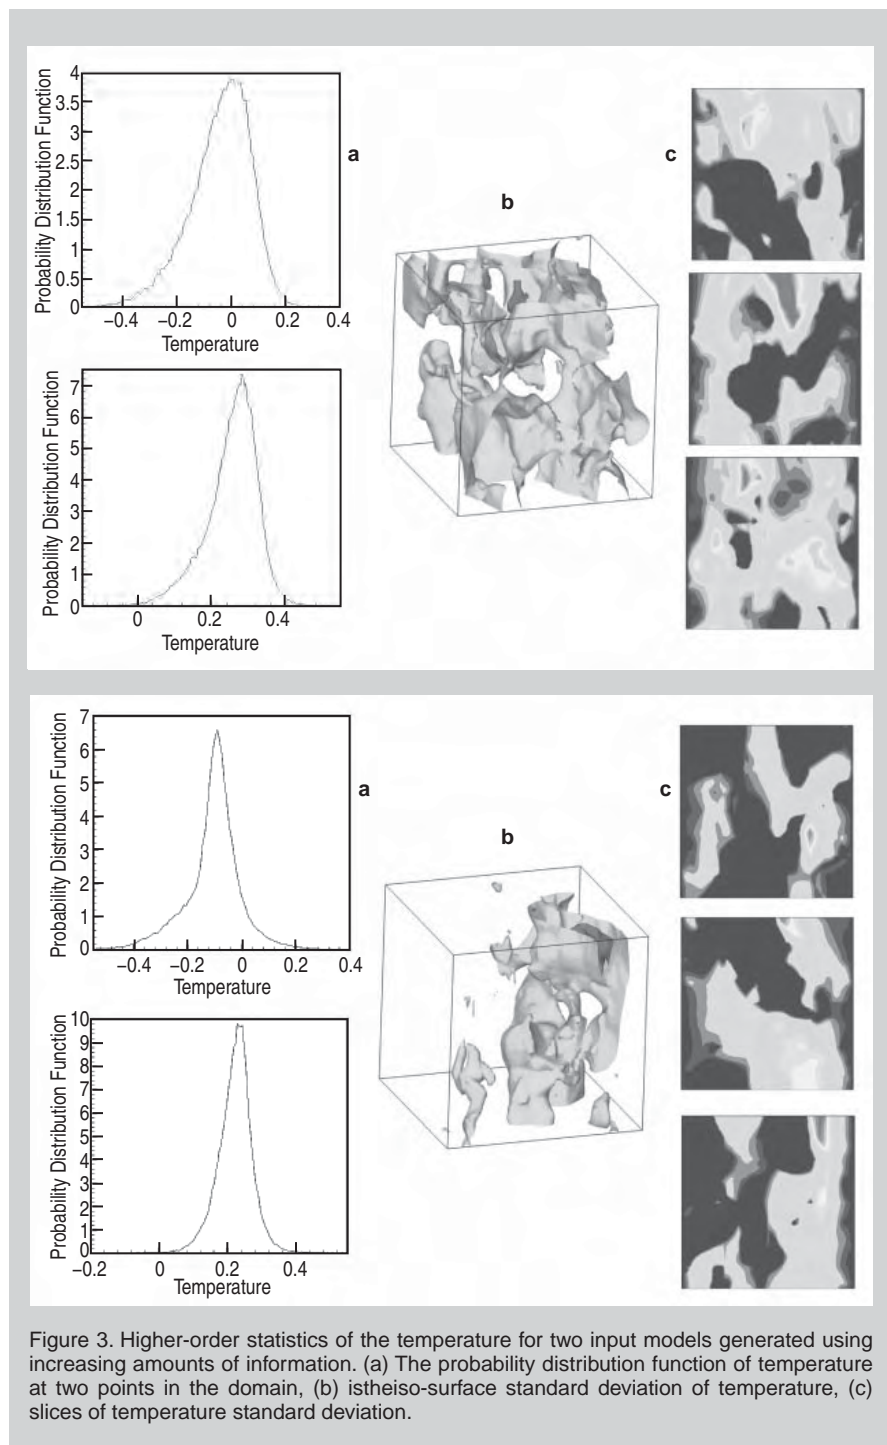 Probability Distribution Function
4
3.5
3
2.5
2
1.5
1
0.5
0
−0.4 −0.2 0 0.2 0.4
Temperature
a
b
c
Probability Distribution Function
7
6
5
4
3
2
1
0
0 0.2 0.4
Temperature
Probability Distribution Function
7
6
5
4
3
2
1
0
−0.4 −0.2 0 0.2 0.4
Temperature
a
b
c
Probability Distribution Function
10
9
8
7
6
5
4
3
2
1
0
−0.2 0 0.2 0.4
Temperature
Figure 3. Higher-order statistics of the temperature for two input models generated using
increasing amounts of information. (a) The probability distribution function of temperature
at two points in the domain, (b) istheiso-surface standard deviation of temperature, (c)
slices of temperature standard deviation.